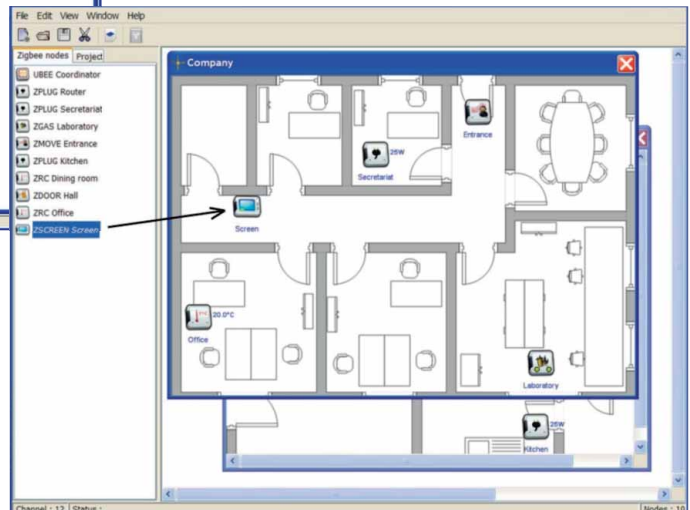 File Edit View Window Help
Zigbee nodes Project
UBEE Coordinator
ZPLUG Router
ZPLUG Secretariat
ZGAS Laboratory
ZMOVE Entrance
ZPLUG Kitchen
ZRC Dining room
ZDOOR Hall
ZRC Office
ZSCREEN Screen
Company
Entrance
26W
Secretariat
Screen
20.0°C
Office
Laboratory
26W
Kitchen
Channel : 12 Status :
Nodes : 10